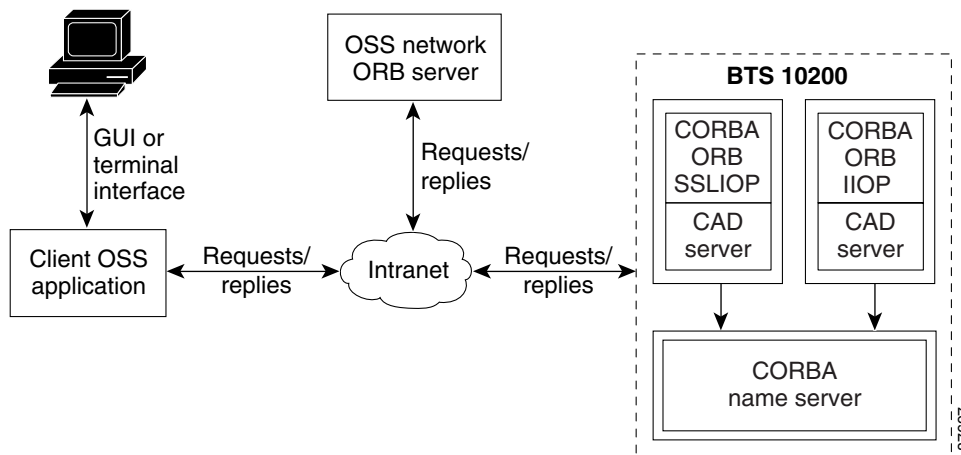 OSS network
ORB server
BTS 10200
CORBA
ORB
SSLIOP
CAD
server
CORBA
ORB
IIOP
CAD
server
GUI or
terminal
interface
Requests/
replies
Client OSS
application
Requests/
replies
Intranet
Requests/
replies
CORBA
name server